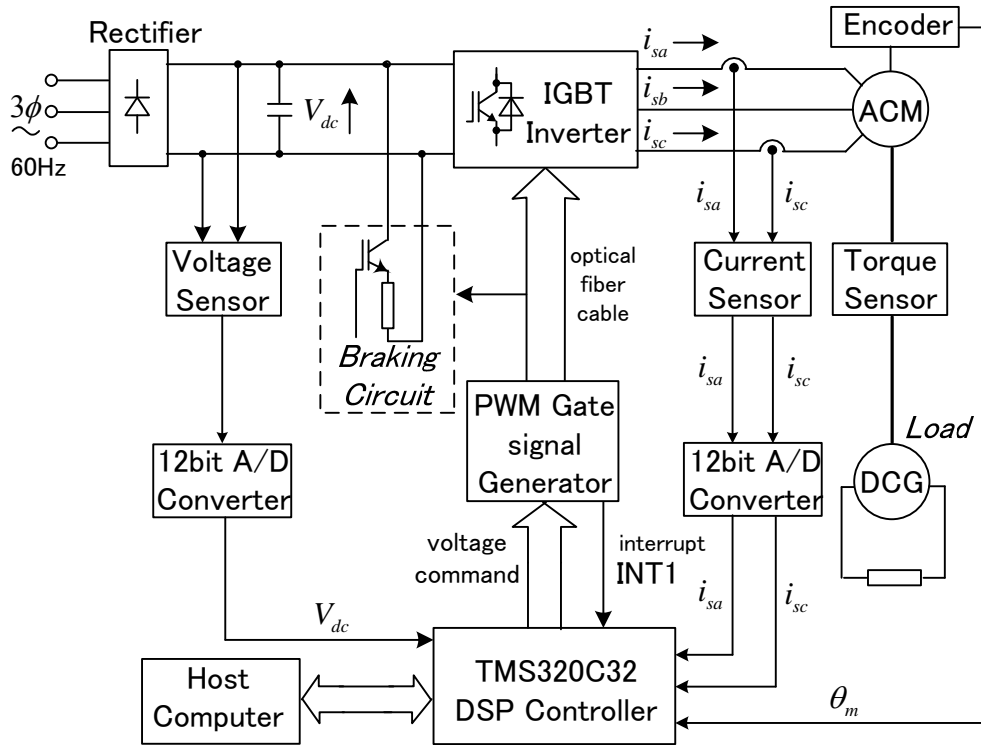 Rectifier
3ϕ
~
60Hz
V_dc
IGBT
Inverter
i_sa
i_sb
i_sc
Encoder
ACM
i_sa
i_sc
Voltage
Sensor
Braking
Circuit
optical
fiber
cable
Current
Sensor
Torque
Sensor
i_sa
i_sc
PWM Gate
signal
Generator
Load
DCG
12bit A/D
Converter
12bit A/D
Converter
voltage
command
interrupt
INT1
i_sa
i_sc
V_dc
TMS320C32
DSP Controller
Host
Computer
θ_m